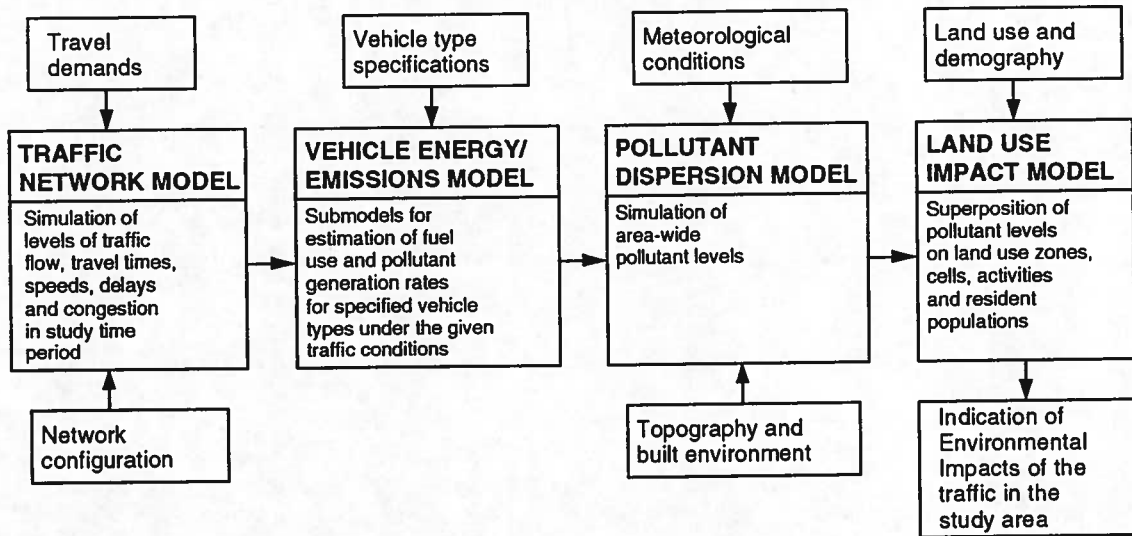 Travel
demands
Vehicle type
specifications
Meteorological
conditions
Land use and
demography
TRAFFIC
NETWORK MODEL
Simulation of
levels of traffic
flow, travel times,
speeds, delays
and congestion
in study time
period
VEHICLE ENERGY/
EMISSIONS MODEL
Submodels for
estimation of fuel
use and pollutant
generation rates
for specified vehicle
types under the given
traffic conditions
POLLUTANT
DISPERSION MODEL
Simulation of
area-wide
pollutant levels
LAND USE
IMPACT MODEL
Superposition of
pollutant levels
on land use zones,
cells, activities
and resident
populations
Network
configuration
Topography and
built environment
Indication of
Environmental
Impacts of the
traffic in the
study area